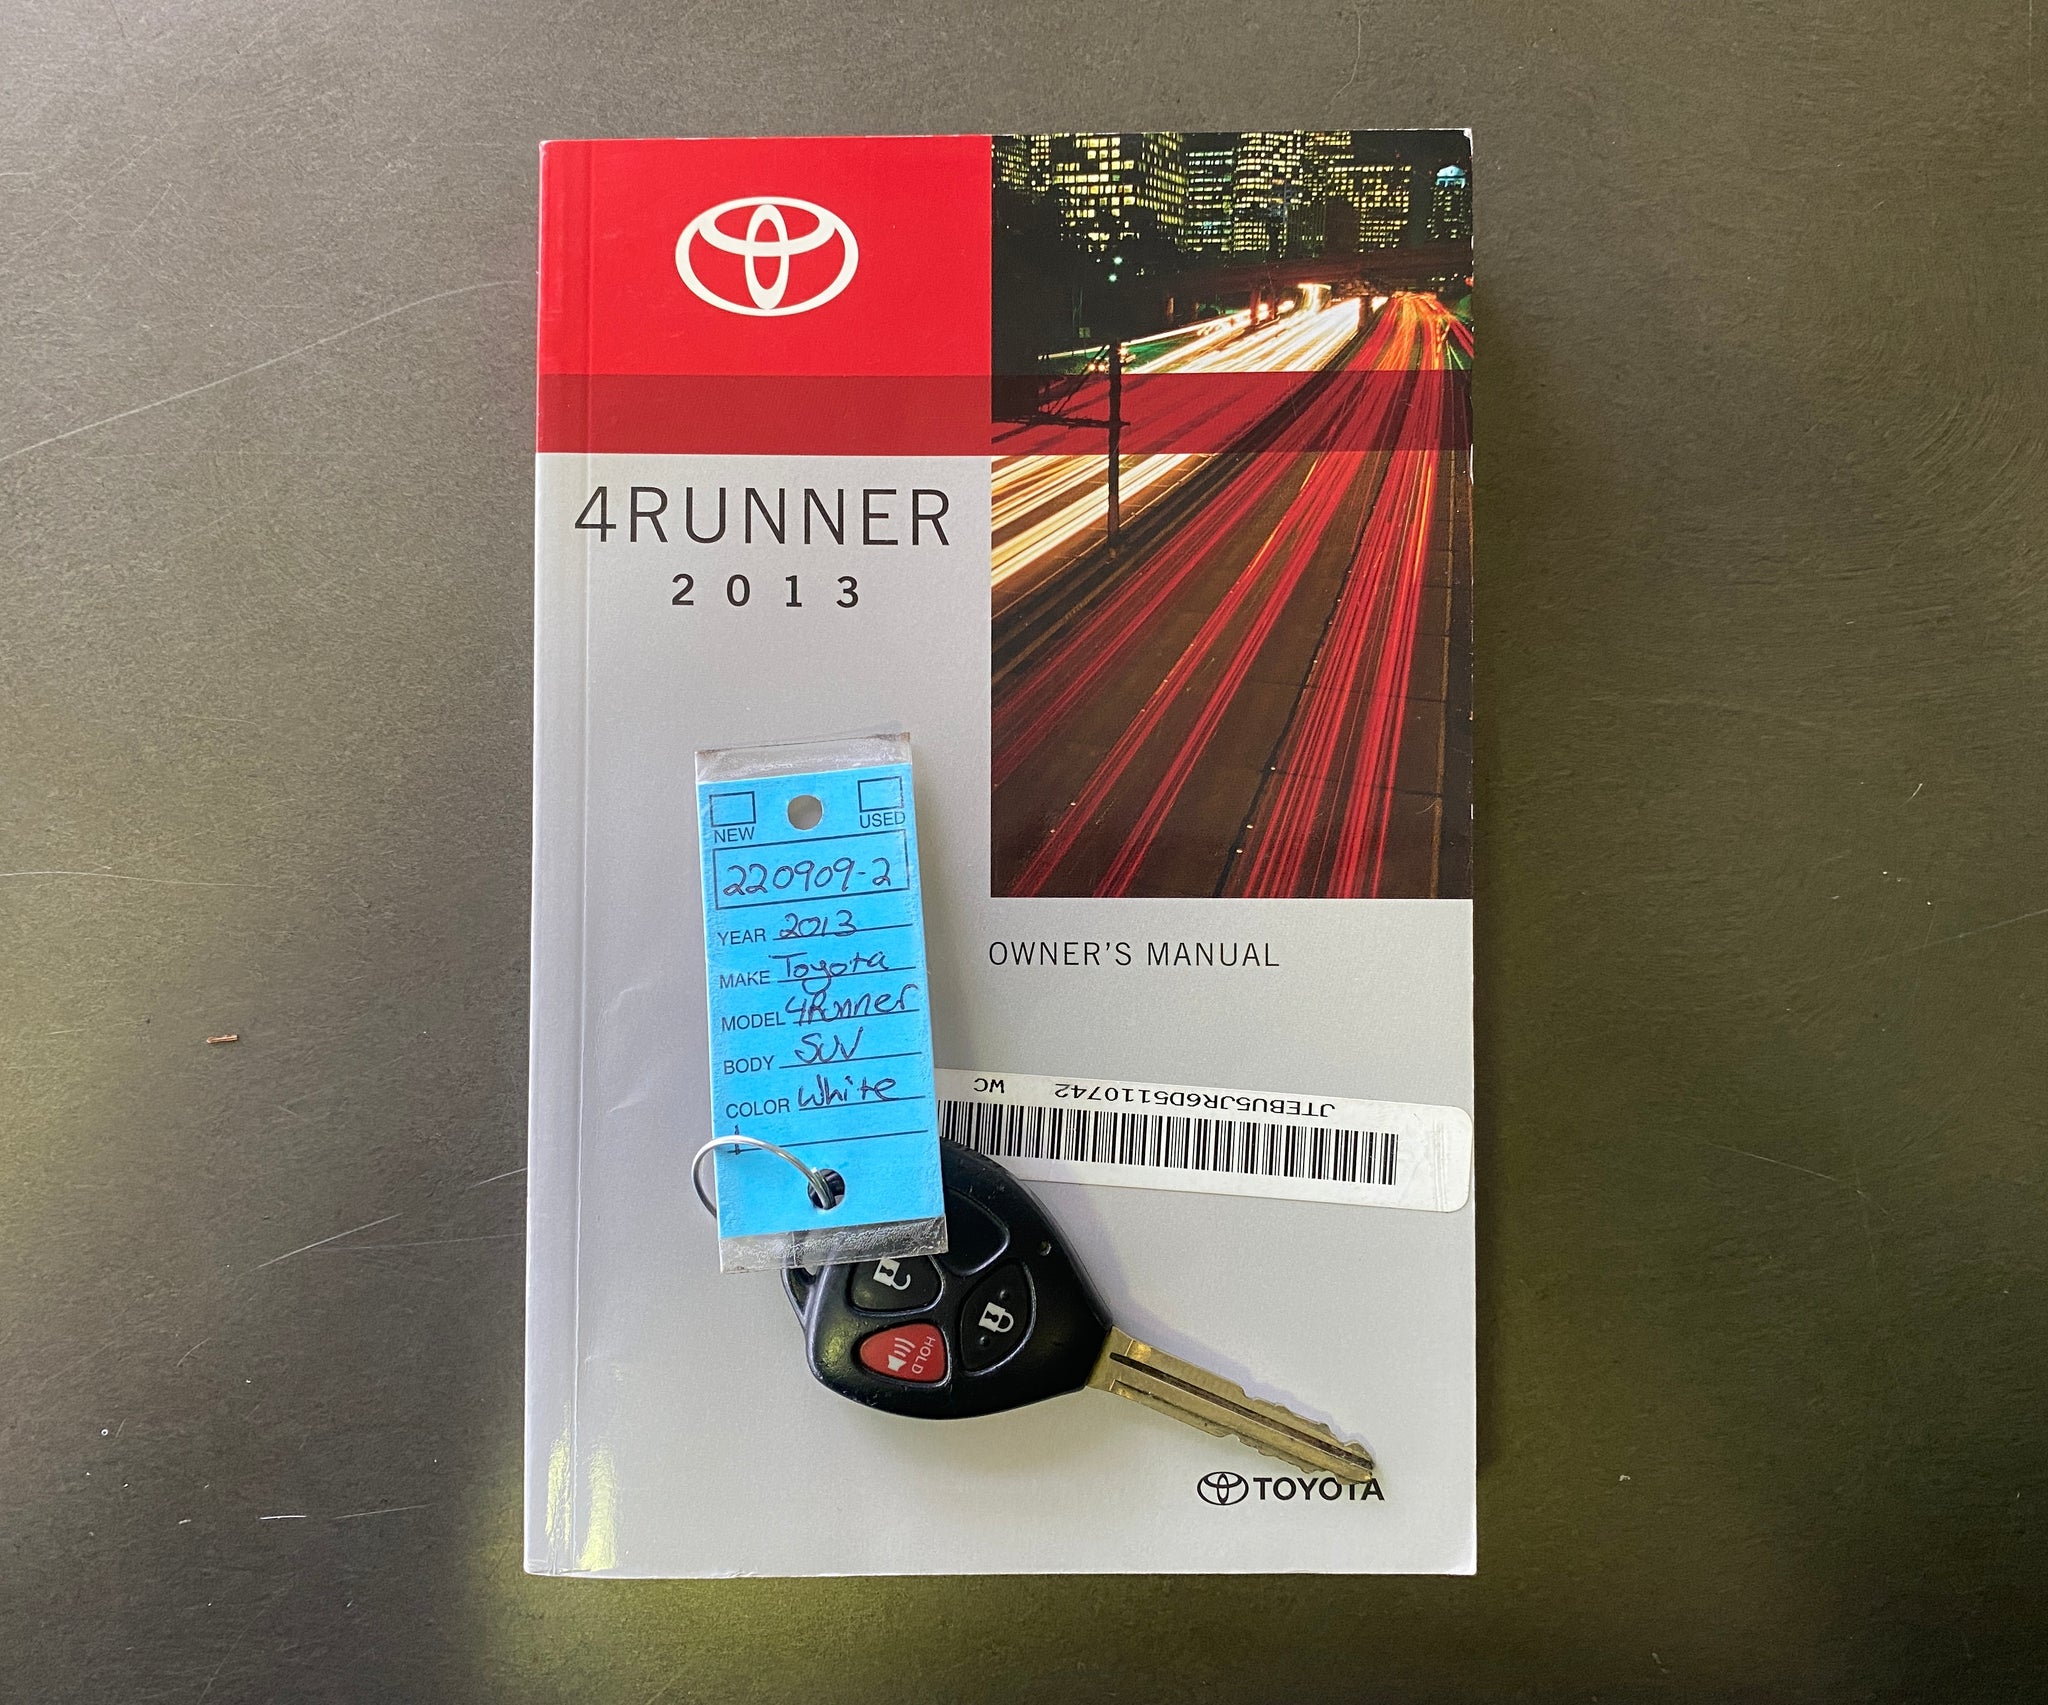 4RUNNER
2013
NEW
USED
220909-2
YEAR 2013
MAKE Toyota
MODEL 4Runner
BODY SUV
COLOR White
OWNER'S MANUAL
JTEBU5JR6D5110742 WC
HOLD
TOYOTA